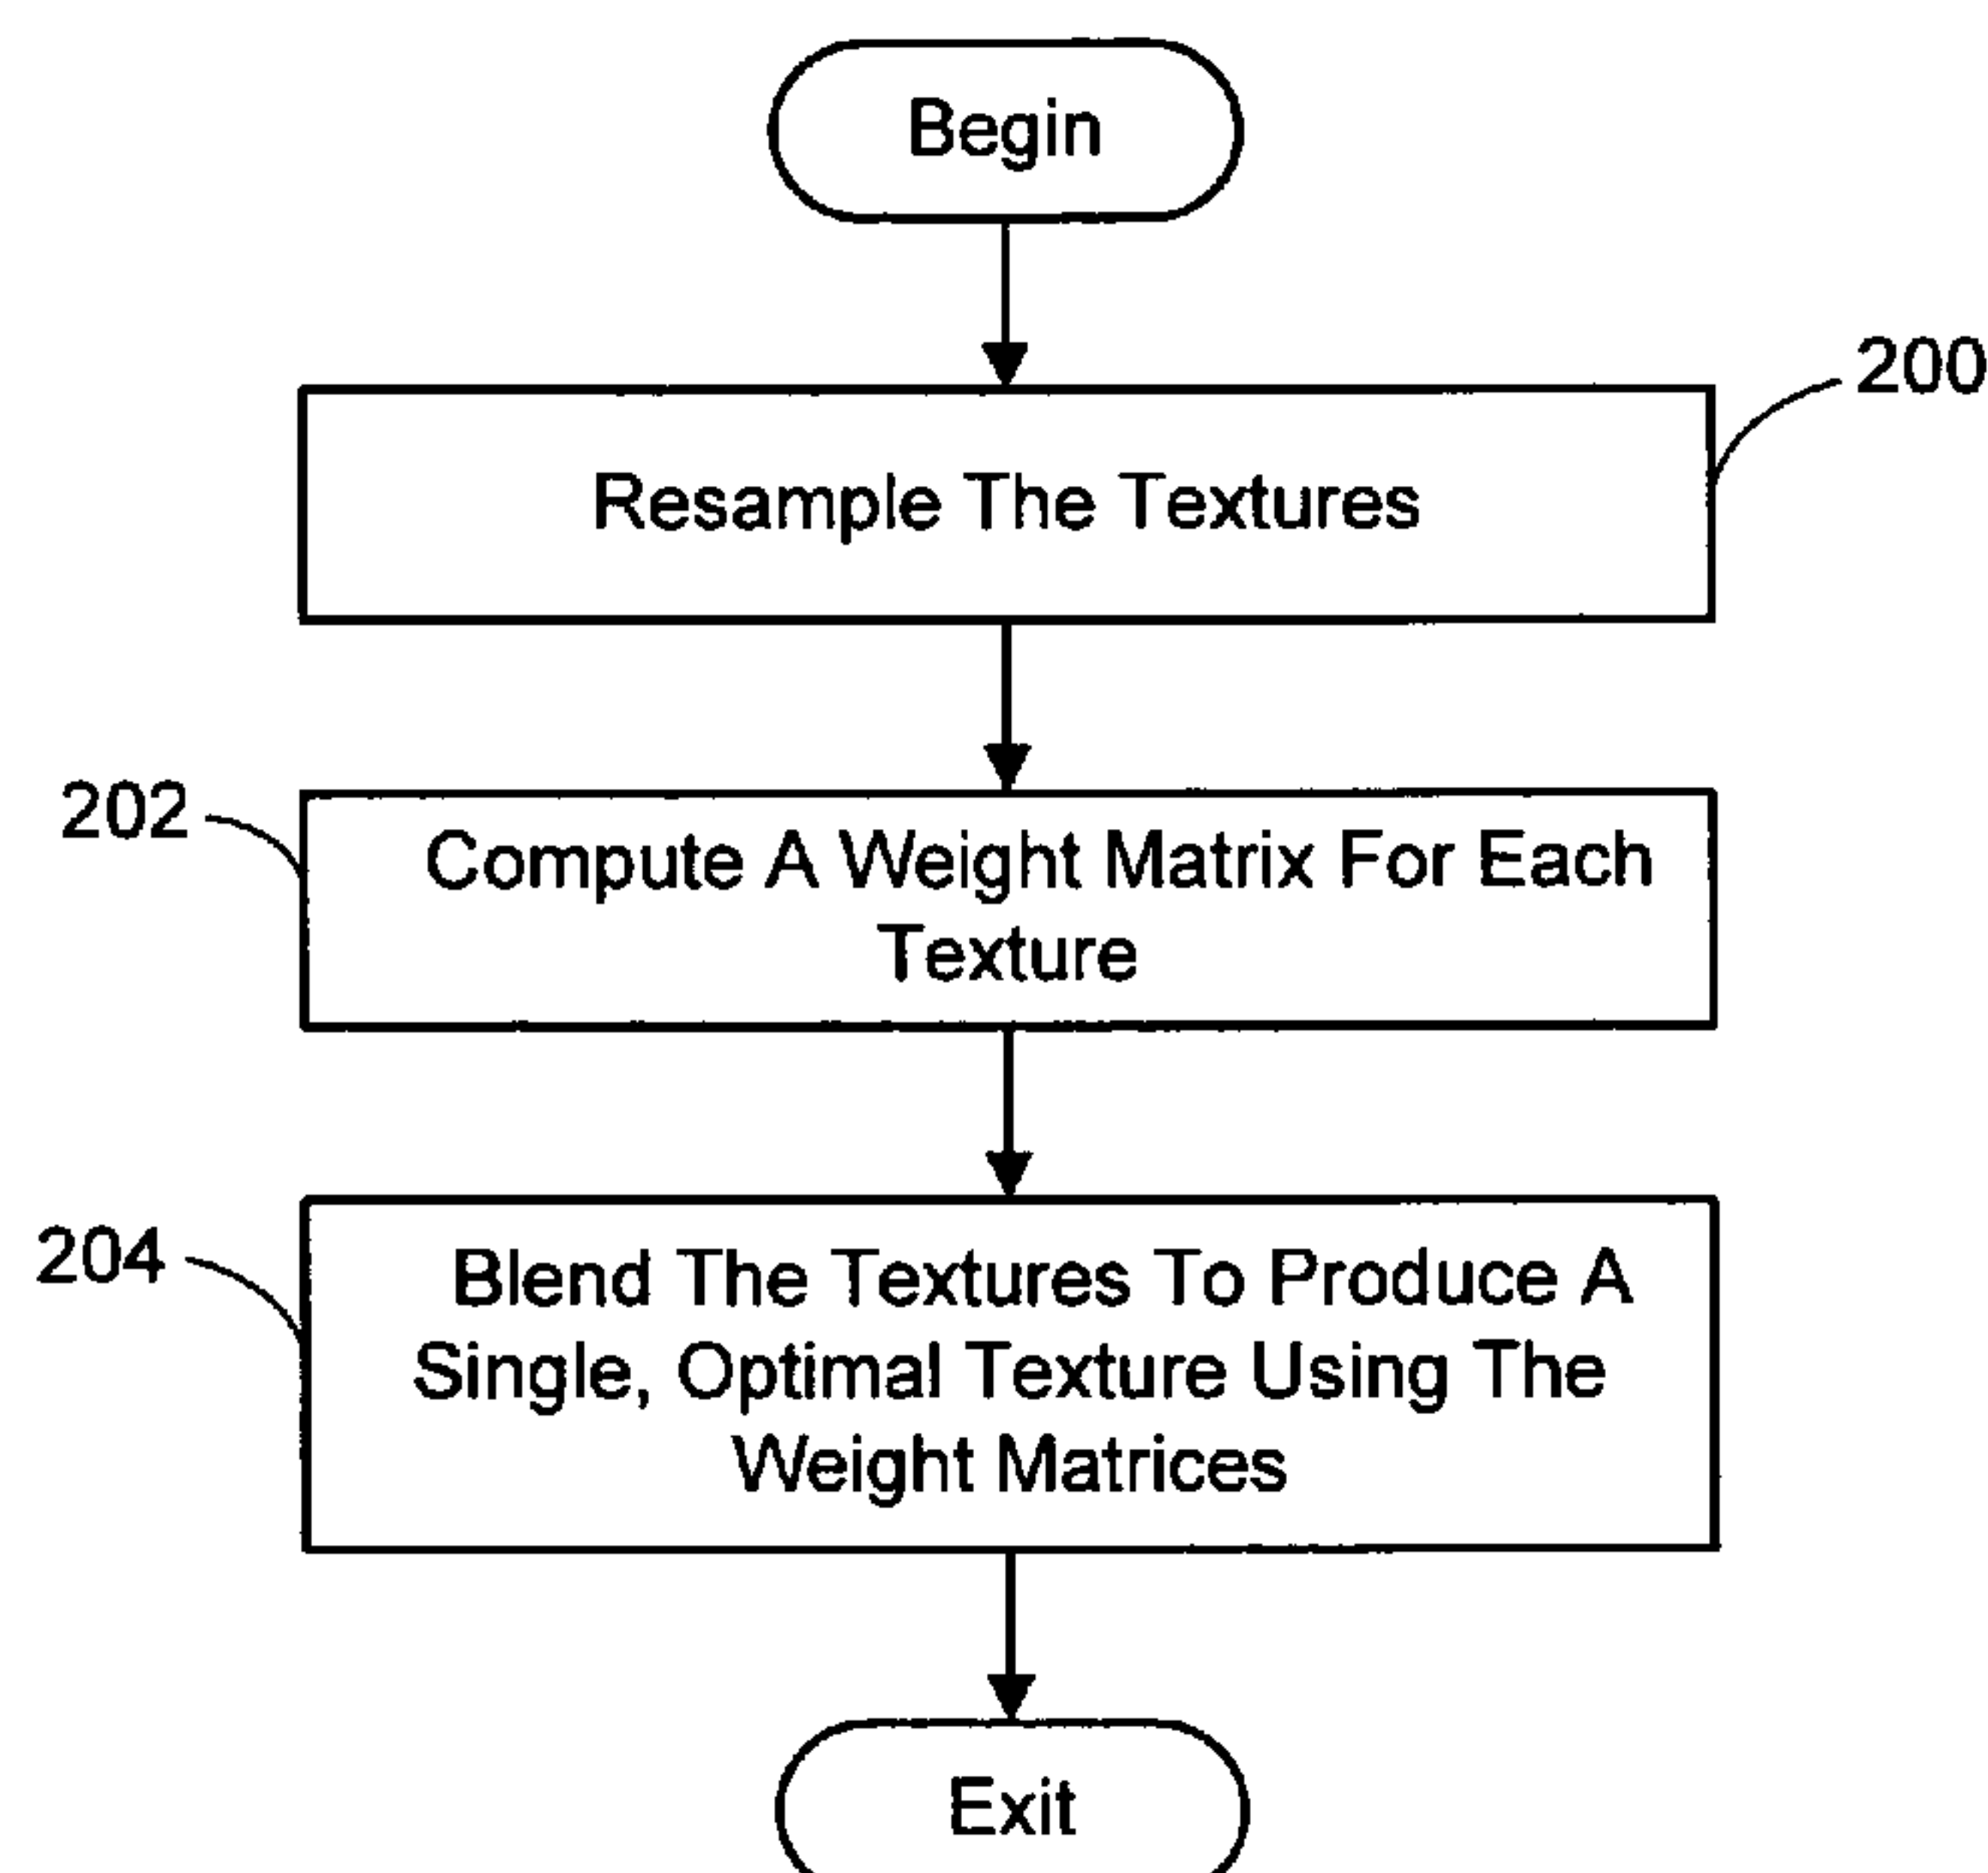 Begin
200
Resample The Textures
202
Compute A Weight Matrix For Each
Texture
204
Blend The Textures To Produce A
Single, Optimal Texture Using The
Weight Matrices
Exit